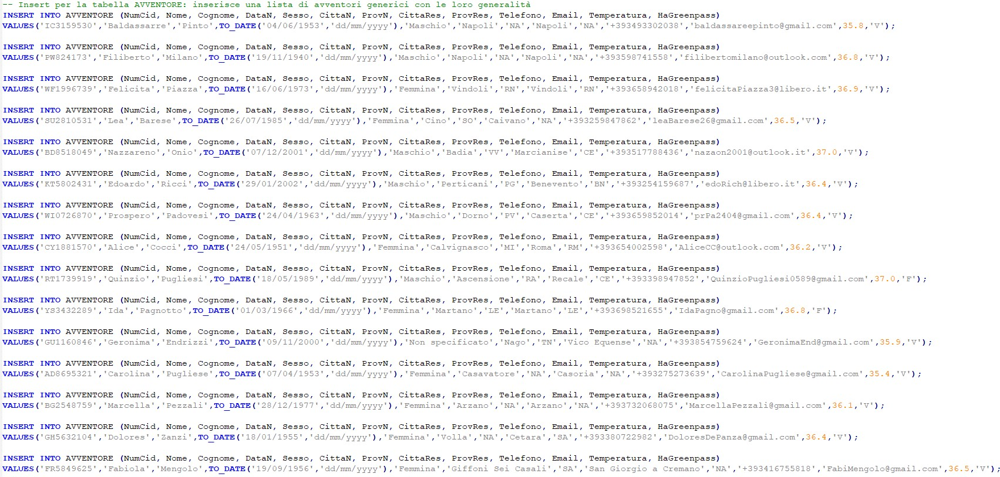 -- Insert per la tabella AVVENTORE: inserisce una lista di avventori generici con le loro generalità
INSERT INTO AVVENTORE (NumCid, Nome, Cognome, DataN, Sesso, CittaN, ProvN, CittaRes, ProvRes, Telefono, Email, Temperatura, HaGreenpass)
VALUES('IC3159530','Baldassarre','Pinto',TO_DATE('04/06/1953','dd/mm/yyyy'),'Maschio','Napoli','NA','Napoli','NA','+393493302038','baldassareepinto@gmail.com',35.8,'V');
INSERT INTO AVVENTORE (NumCid, Nome, Cognome, DataN, Sesso, CittaN, ProvN, CittaRes, ProvRes, Telefono, Email, Temperatura, HaGreenpass)
VALUES('PW824173','Filiberto','Milano',TO_DATE('19/11/1940','dd/mm/yyyy'),'Maschio','Napoli','NA','Napoli','NA','+393598741558','filibertomilano@outlook.com',36.8,'V');
INSERT INTO AVVENTORE (NumCid, Nome, Cognome, DataN, Sesso, CittaN, ProvN, CittaRes, ProvRes, Telefono, Email, Temperatura, HaGreenpass)
VALUES('WF1996739','Felicita','Piazza',TO_DATE('16/06/1973','dd/mm/yyyy'),'Femmina','Vindoli','RN','Vindoli','RN','+393658942018','felicitaPiazza3@libero.it',36.9,'V');
INSERT INTO AVVENTORE (NumCid, Nome, Cognome, DataN, Sesso, CittaN, ProvN, CittaRes, ProvRes, Telefono, Email, Temperatura, HaGreenpass)
VALUES('SU2810531','Lea','Barese',TO_DATE('26/07/1985','dd/mm/yyyy'),'Femmina','Cino','SO','Caivano','NA','+393259847862','leaBarese26@gmail.com',36.5,'V');
INSERT INTO AVVENTORE (NumCid, Nome, Cognome, DataN, Sesso, CittaN, ProvN, CittaRes, ProvRes, Telefono, Email, Temperatura, HaGreenpass)
VALUES('BD8518049','Nazzareno','Onio',TO_DATE('07/12/2001','dd/mm/yyyy'),'Maschio','Badia','VV','Marcianise','CE','+393517788436','nazaon2001@outlook.it',37.0,'V');
INSERT INTO AVVENTORE (NumCid, Nome, Cognome, DataN, Sesso, CittaN, ProvN, CittaRes, ProvRes, Telefono, Email, Temperatura, HaGreenpass)
VALUES('KT5802431','Edoardo','Ricci',TO_DATE('29/01/2002','dd/mm/yyyy'),'Maschio','Perticani','PG','Benevento','BN','+393254159687','edoRich@libero.it',36.4,'V');
INSERT INTO AVVENTORE (NumCid, Nome, Cognome, DataN, Sesso, CittaN, ProvN, CittaRes, ProvRes, Telefono, Email, Temperatura, HaGreenpass)
VALUES('WI0726870','Prospero','Padovesi',TO_DATE('24/04/1963','dd/mm/yyyy'),'Maschio','Dorno','PV','Caserta','CE','+393659852014','prPa2404@gmail.com',36.4,'V');
INSERT INTO AVVENTORE (NumCid, Nome, Cognome, DataN, Sesso, CittaN, ProvN, CittaRes, ProvRes, Telefono, Email, Temperatura, HaGreenpass)
VALUES('CY1881570','Alice','Cocci',TO_DATE('24/05/1951','dd/mm/yyyy'),'Femmina','Calvignasco','MI','Roma','RM','+393654002598','AliceCC@outlook.com',36.2,'V');
INSERT INTO AVVENTORE (NumCid, Nome, Cognome, DataN, Sesso, CittaN, ProvN, CittaRes, ProvRes, Telefono, Email, Temperatura, HaGreenpass)
VALUES('RT1739919','Quinzio','Pugliesi',TO_DATE('18/05/1989','dd/mm/yyyy'),'Maschio','Ascensione','RA','Recale','CE','+393398947852','QuinzioPugliesi0589@gmail.com',37.0,'F');
INSERT INTO AVVENTORE (NumCid, Nome, Cognome, DataN, Sesso, CittaN, ProvN, CittaRes, ProvRes, Telefono, Email, Temperatura, HaGreenpass)
VALUES('YS3432289','Ida','Pagnotto',TO_DATE('01/03/1966','dd/mm/yyyy'),'Femmina','Martano','LE','Martano','LE','+393698521655','IdaPagno@gmail.com',36.8,'F');
INSERT INTO AVVENTORE (NumCid, Nome, Cognome, DataN, Sesso, CittaN, ProvN, CittaRes, ProvRes, Telefono, Email, Temperatura, HaGreenpass)
VALUES('GU1160846','Geronima','Endrizzi',TO_DATE('09/11/2000','dd/mm/yyyy'),'Non specificato','Nago','TN','Vico Equense','NA','+393854759624','GeronimaEnd@gmail.com',35.9,'V');
INSERT INTO AVVENTORE (NumCid, Nome, Cognome, DataN, Sesso, CittaN, ProvN, CittaRes, ProvRes, Telefono, Email, Temperatura, HaGreenpass)
VALUES('AD8695321','Carolina','Pugliese',TO_DATE('07/04/1953','dd/mm/yyyy'),'Femmina','Casavatore','NA','Casoria','NA','+393275273639','CarolinaPugliese@gmail.com',35.4,'V');
INSERT INTO AVVENTORE (NumCid, Nome, Cognome, DataN, Sesso, CittaN, ProvN, CittaRes, ProvRes, Telefono, Email, Temperatura, HaGreenpass)
VALUES('BG2548759','Marcella','Pezzali',TO_DATE('28/12/1977','dd/mm/yyyy'),'Femmina','Arzano','NA','Arzano','NA','+393732068075','MarcellaPezzali@gmail.com',36.1,'V');
INSERT INTO AVVENTORE (NumCid, Nome, Cognome, DataN, Sesso, CittaN, ProvN, CittaRes, ProvRes, Telefono, Email, Temperatura, HaGreenpass)
VALUES('GH5632104','Dolores','Zanzi',TO_DATE('18/01/1955','dd/mm/yyyy'),'Femmina','Volla','NA','Cetara','SA','+393380722982','DoloresDePanza@gmail.com',36.4,'V');
INSERT INTO AVVENTORE (NumCid, Nome, Cognome, DataN, Sesso, CittaN, ProvN, CittaRes, ProvRes, Telefono, Email, Temperatura, HaGreenpass)
VALUES('FR5849625','Fabiola','Mengolo',TO_DATE('19/09/1956','dd/mm/yyyy'),'Femmina','Giffoni Sei Casali','SA','San Giorgio a Cremano','NA','+393416755818','FabiMengolo@gmail.com',36.5,'V');